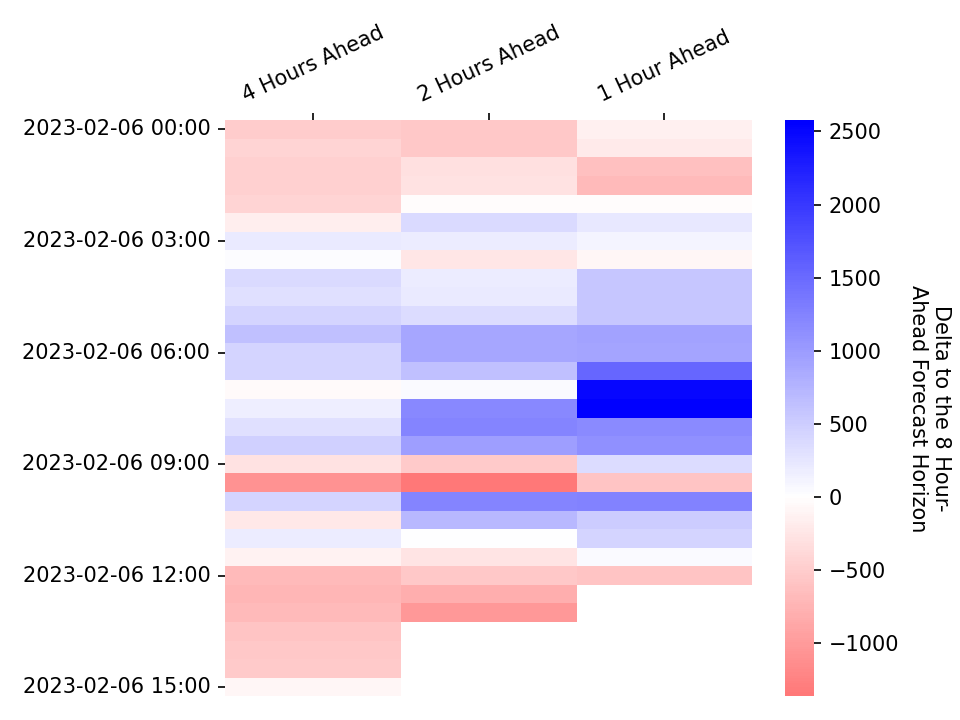 4 Hours Ahead
2 Hours Ahead
1 Hour Ahead
2023-02-06 00:00
2023-02-06 03:00
2023-02-06 06:00
2023-02-06 09:00
2023-02-06 12:00
2023-02-06 15:00
2500
2000
1500
1000
500
0
−500
−1000
Delta to the 8 Hour-
Ahead Forecast Horizon